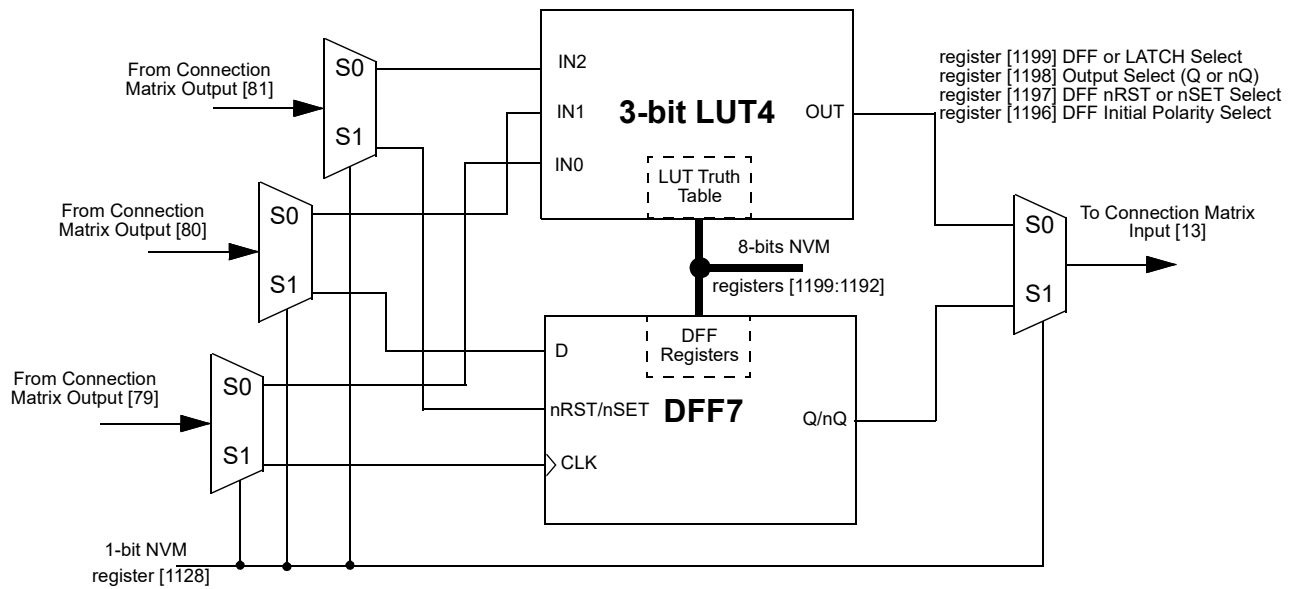 From Connection
Matrix Output [81]
S0
S1
IN2
IN1
IN0
3-bit LUT4
OUT
LUT Truth
Table
register [1199] DFF or LATCH Select
register [1198] Output Select (Q or nQ)
register [1197] DFF nRST or nSET Select
register [1196] DFF Initial Polarity Select
From Connection
Matrix Output [80]
S0
S1
8-bits NVM
registers [1199:1192]
S0
S1
To Connection Matrix
Input [13]
From Connection
Matrix Output [79]
S0
S1
D
nRST/nSET
CLK
DFF
Registers
DFF7
Q/nQ
1-bit NVM
register [1128]